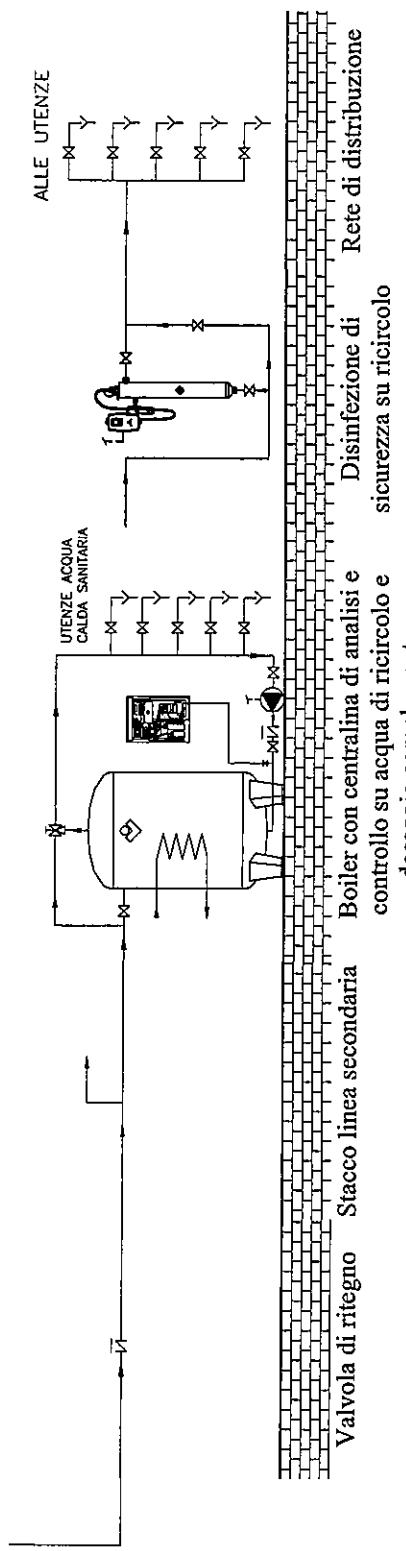 ALLE UTENZE
UTENZE ACQUA
CALDA SANITARIA
Valvola di ritegno
Stacco linea secondaria
Boiler con centralina di analisi e
controllo su acqua di ricircolo e
Disinfezione di
sicurezza su ricircolo
Rete di distribuzione